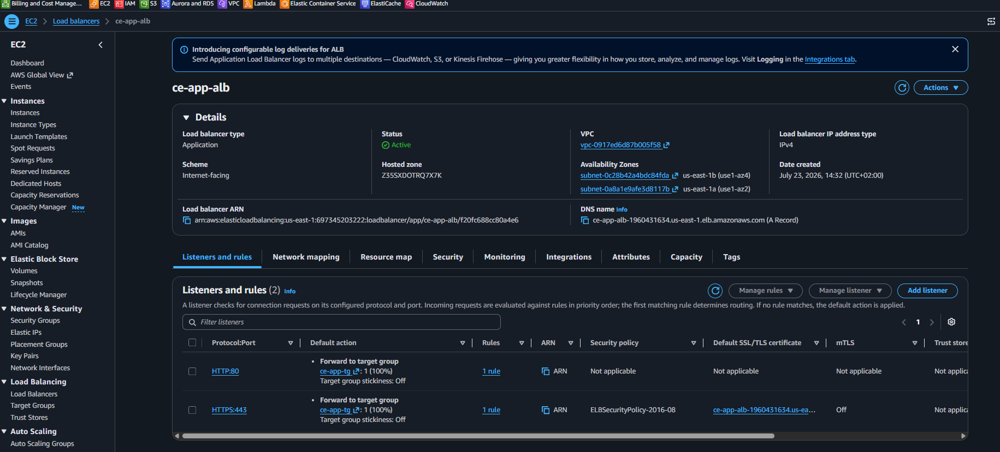 Billing and Cost Manage... EC2 IAM S3 Aurora and RDS VPC Lambda Elastic Container Service ElastiCache CloudWatch
EC2 Load balancers ce-app-alb
EC2
Dashboard
AWS Global View
Events
Instances
Instances
Instance Types
Launch Templates
Spot Requests
Savings Plans
Reserved Instances
Dedicated Hosts
Capacity Reservations
Capacity Manager New
Images
AMIs
AMI Catalog
Elastic Block Store
Volumes
Snapshots
Lifecycle Manager
Network & Security
Security Groups
Elastic IPs
Placement Groups
Key Pairs
Network Interfaces
Load Balancing
Load Balancers
Target Groups
Trust Stores
Auto Scaling
Auto Scaling Groups
Introducing configurable log deliveries for ALB
Send Application Load Balancer logs to multiple destinations — CloudWatch, S3, or Kinesis Firehose — giving you greater flexibility in how you store, analyze, and manage logs. Visit Logging in the Integrations tab.
ce-app-alb
Actions
Details
Load balancer type
Application
Status
Active
VPC
vpc-0917ed6d87b005f58
Load balancer IP address type
IPv4
Scheme
Internet-facing
Hosted zone
Z35SXDOTRQ7X7K
Availability Zones
subnet-0c28b42a4bdc84fda us-east-1b (use1-az4)
subnet-0a8a1e9afe3d8117b us-east-1a (use1-az2)
Date created
July 23, 2026, 14:32 (UTC+02:00)
Load balancer ARN
arn:aws:elasticloadbalancing:us-east-1:697345203222:loadbalancer/app/ce-app-alb/f20fc688cc80a4e6
DNS name Info
ce-app-alb-1960431634.us-east-1.elb.amazonaws.com (A Record)
Listeners and rules Network mapping Resource map Security Monitoring Integrations Attributes Capacity Tags
Listeners and rules (2) Info
Manage rules Manage listener Add listener
A listener checks for connection requests on its configured protocol and port. Incoming requests are evaluated against rules in priority order; the first matching rule determines routing. If no rule matches, the default action is applied.
Filter listeners
1
Protocol:Port Default action Rules ARN Security policy Default SSL/TLS certificate mTLS Trust store
• Forward to target group
HTTP:80 ce-app-tg : 1 (100%) 1 rule ARN Not applicable Not applicable Not applicable Not applica
Target group stickiness: Off
• Forward to target group
HTTPS:443 ce-app-tg : 1 (100%) 1 rule ARN ELBSecurityPolicy-2016-08 ce-app-alb-1960431634.us-ea... Off Not applica
Target group stickiness: Off